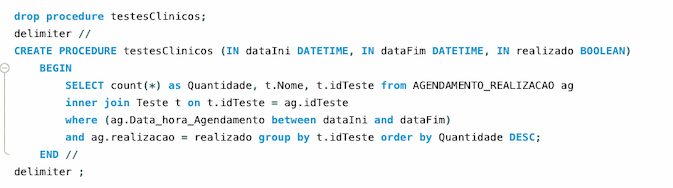 drop procedure testesClinicos;
delimiter //
CREATE PROCEDURE testesClinicos (IN dataIni DATETIME, IN dataFim DATETIME, IN realizado BOOLEAN)
BEGIN
SELECT count(*) as Quantidade, t.Nome, t.idTeste from AGENDAMENTO_REALIZACAO ag
inner join Teste t on t.idTeste = ag.idTeste
where (ag.Data_hora_Agendamento between dataIni and dataFim)
and ag.realizacao = realizado group by t.idTeste order by Quantidade DESC;
END //
delimiter ;